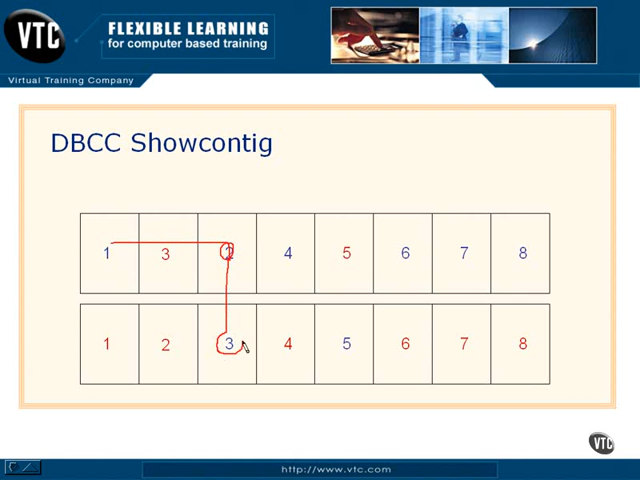 VTC
FLEXIBLE LEARNING
for computer based training
Virtual Training Company
DBCC Showcontig
1 3 2 4 5 6 7 8
1 2 3 4 5 6 7 8
VTC
http://www.vtc.com